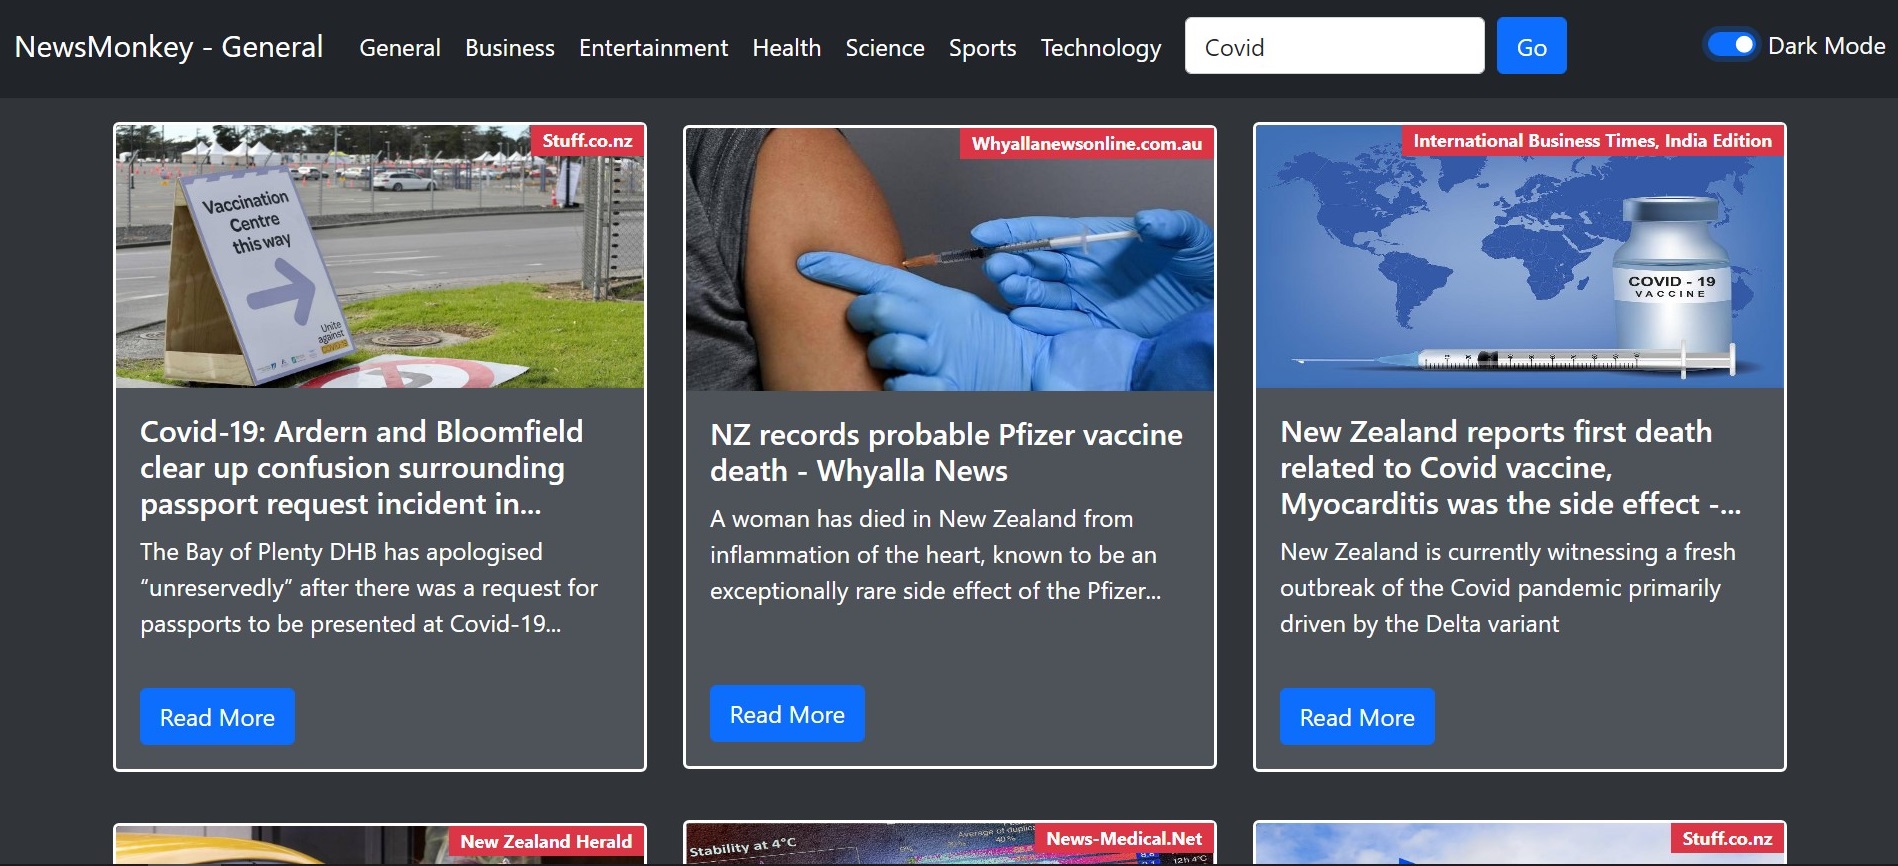 NewsMonkey - General General Business Entertainment Health Science Sports Technology Covid Go Dark Mode
Stuff.co.nz
Vaccination
Centre
this way
Unite
against
COVID-19
Covid-19: Ardern and Bloomfield
clear up confusion surrounding
passport request incident in...
The Bay of Plenty DHB has apologised
“unreservedly” after there was a request for
passports to be presented at Covid-19...
Read More
Whyallanewsonline.com.au
NZ records probable Pfizer vaccine
death - Whyalla News
A woman has died in New Zealand from
inflammation of the heart, known to be an
exceptionally rare side effect of the Pfizer...
Read More
International Business Times, India Edition
COVID - 19
VACCINE
New Zealand reports first death
related to Covid vaccine,
Myocarditis was the side effect -...
New Zealand is currently witnessing a fresh
outbreak of the Covid pandemic primarily
driven by the Delta variant
Read More
New Zealand Herald
News-Medical.Net
Stability at 4°C
Average of duplica
40%
12h 4°C
Stuff.co.nz